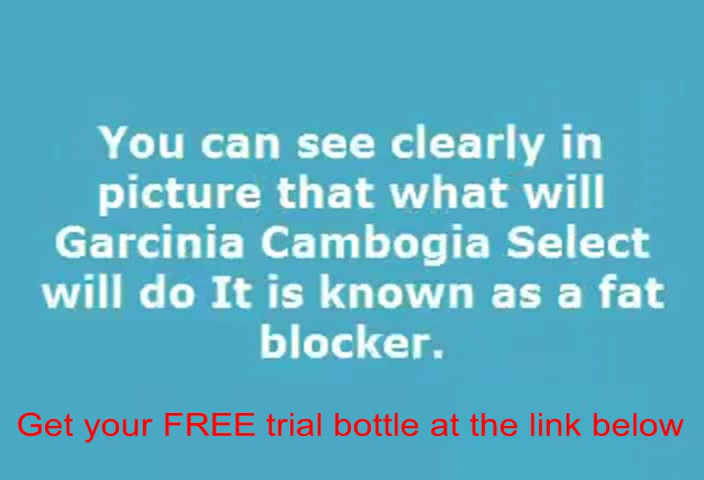 You can see clearly in
picture that what will
Garcinia Cambogia Select
will do It is known as a fat
blocker.
Get your FREE trial bottle at the link below